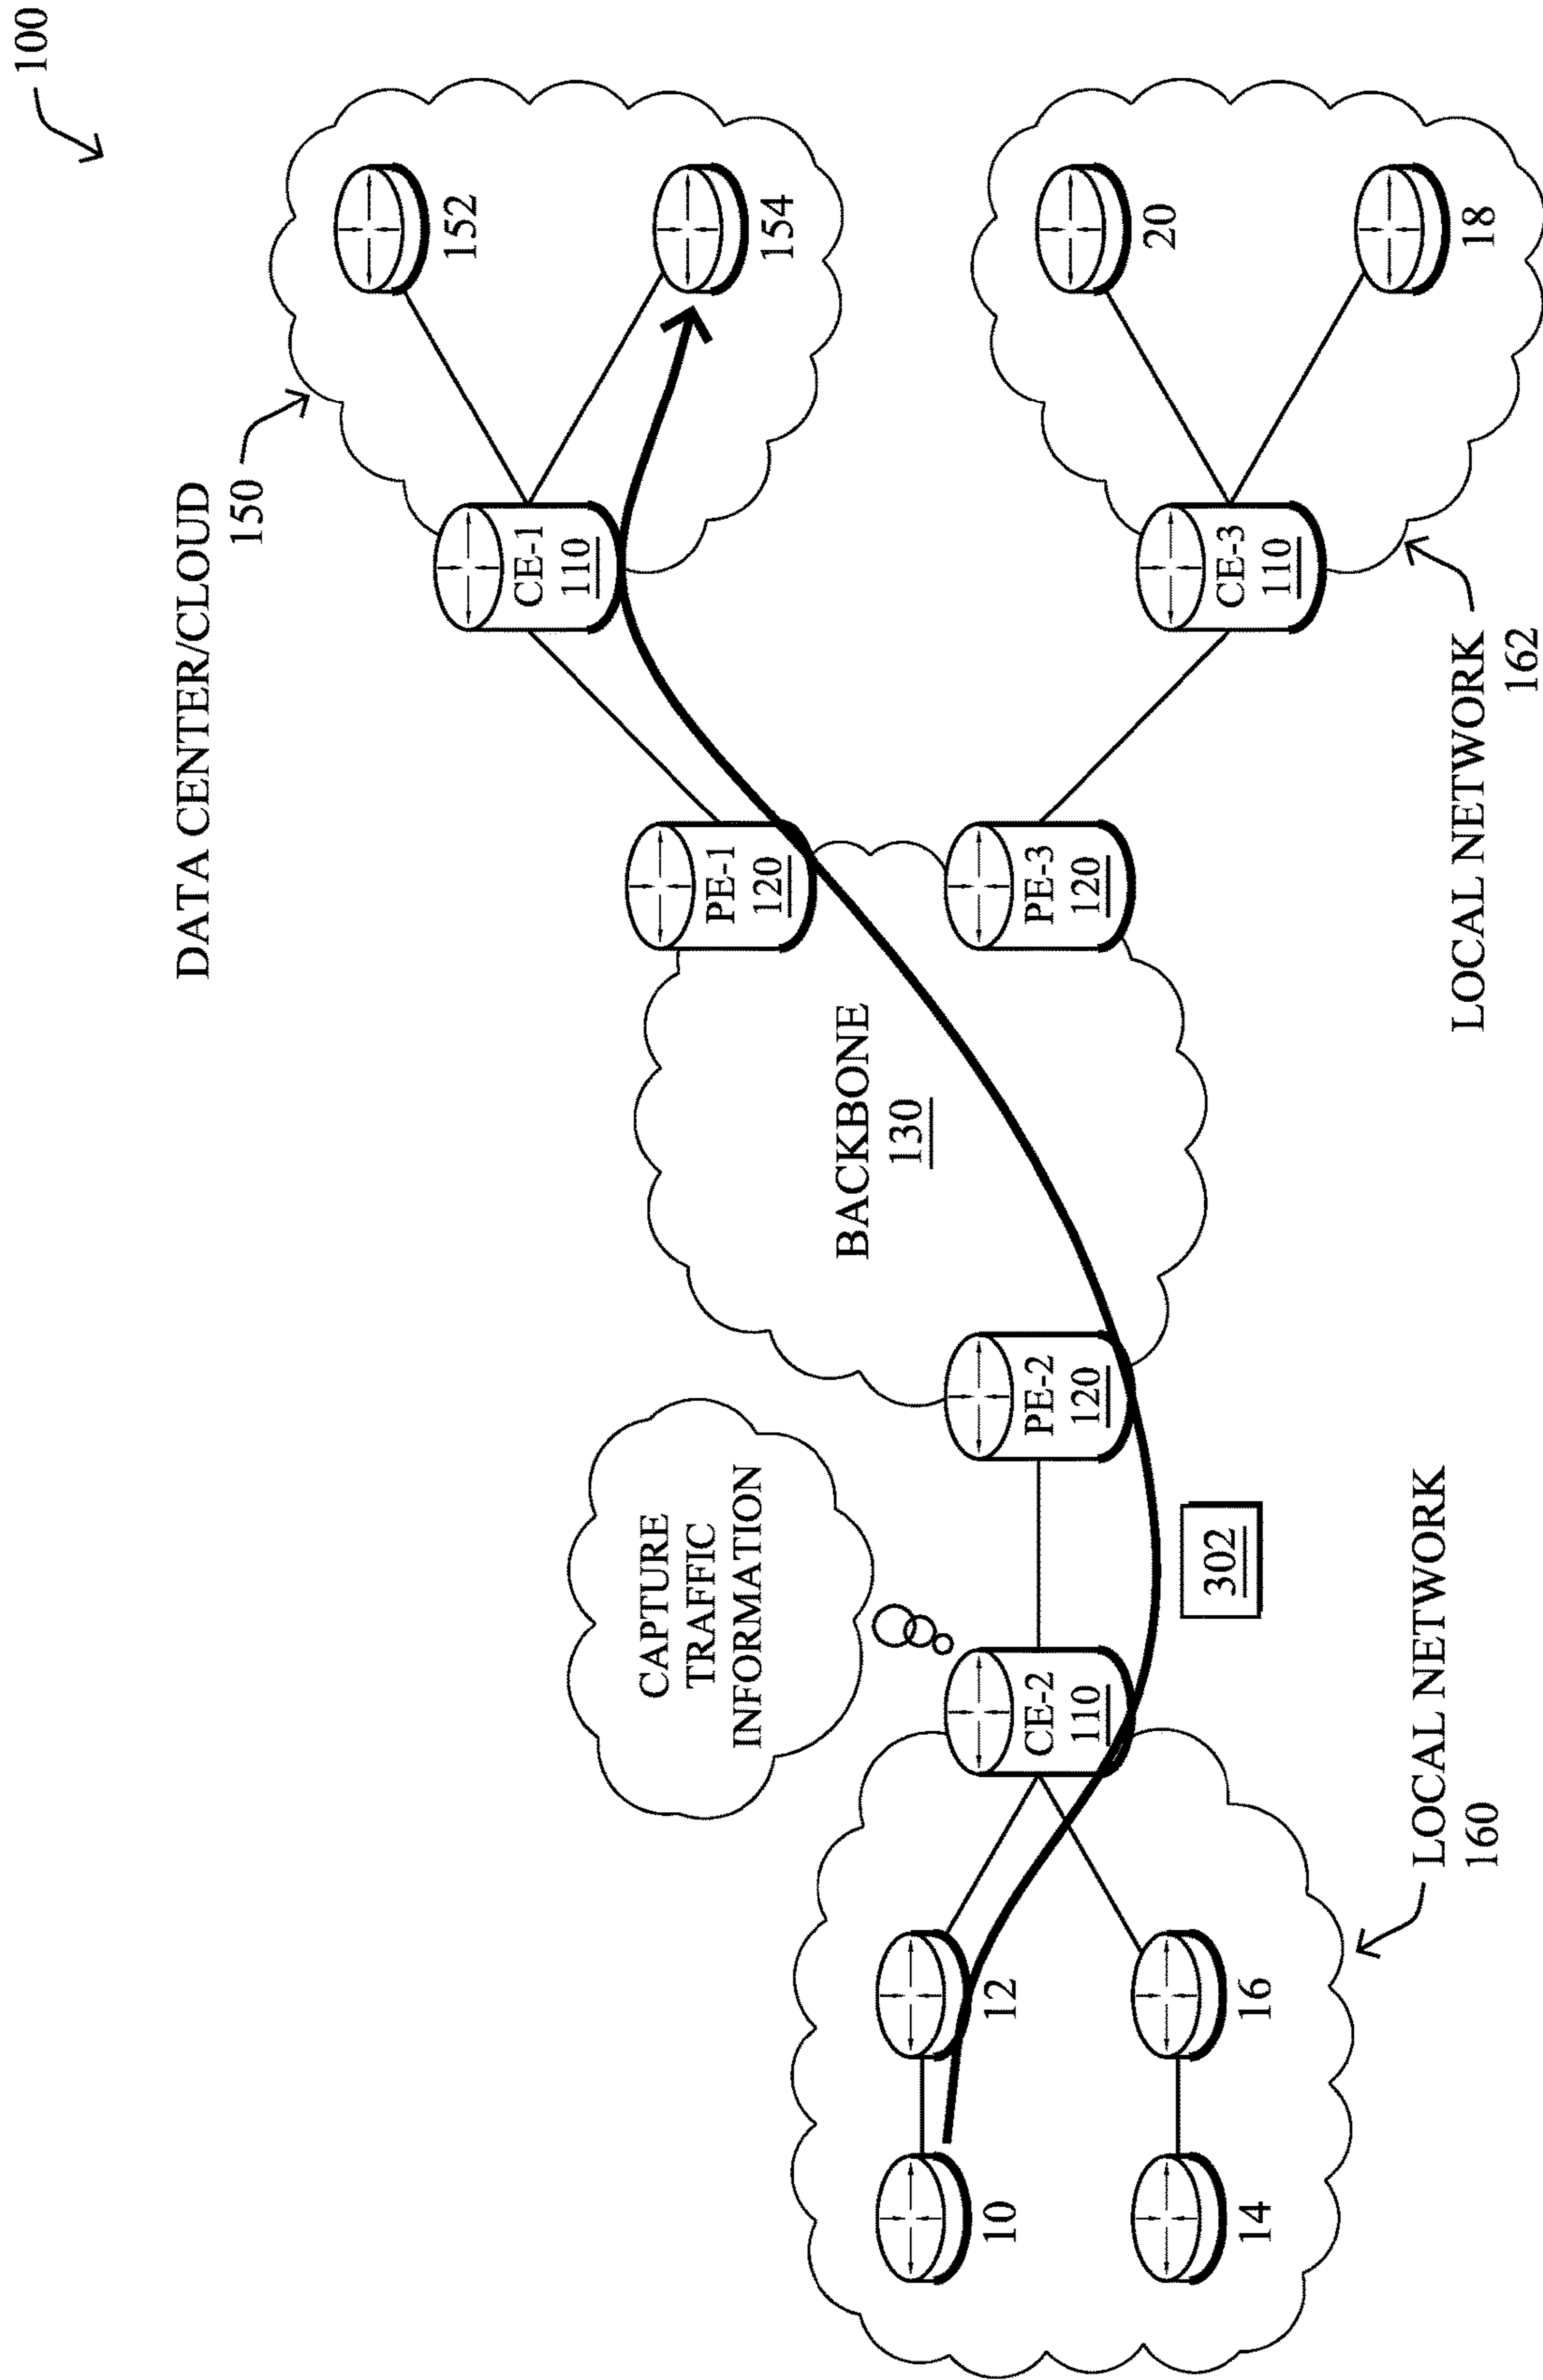 100
DATA CENTER/CLOUD
150
152
154
CE-1
110
PE-1
120
BACKBONE
130
PE-3
120
CE-3
110
20
18
LOCAL NETWORK
162
CAPTURE
TRAFFIC
INFORMATION
PE-2
120
302
CE-2
110
10
12
14
16
LOCAL NETWORK
160